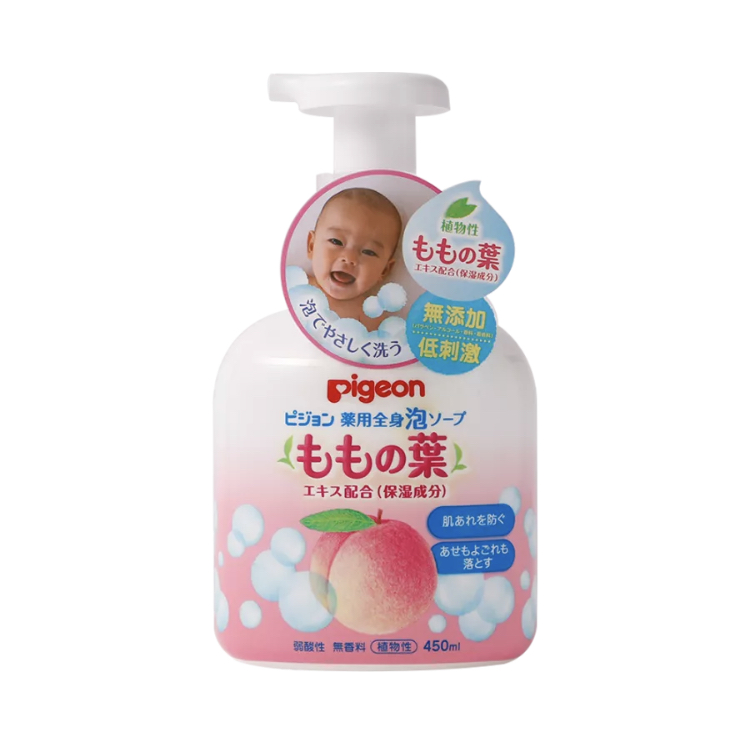 植物性
ももの葉
エキス配合(保湿成分)
無添加
低刺激
泡でやさしく洗う
Pigeon
ピジョン 薬用全身泡ソープ
ももの葉
エキス配合(保湿成分)
肌あれを防ぐ
あせもよごれも
落とす
弱酸性 無香料 植物性 450ml